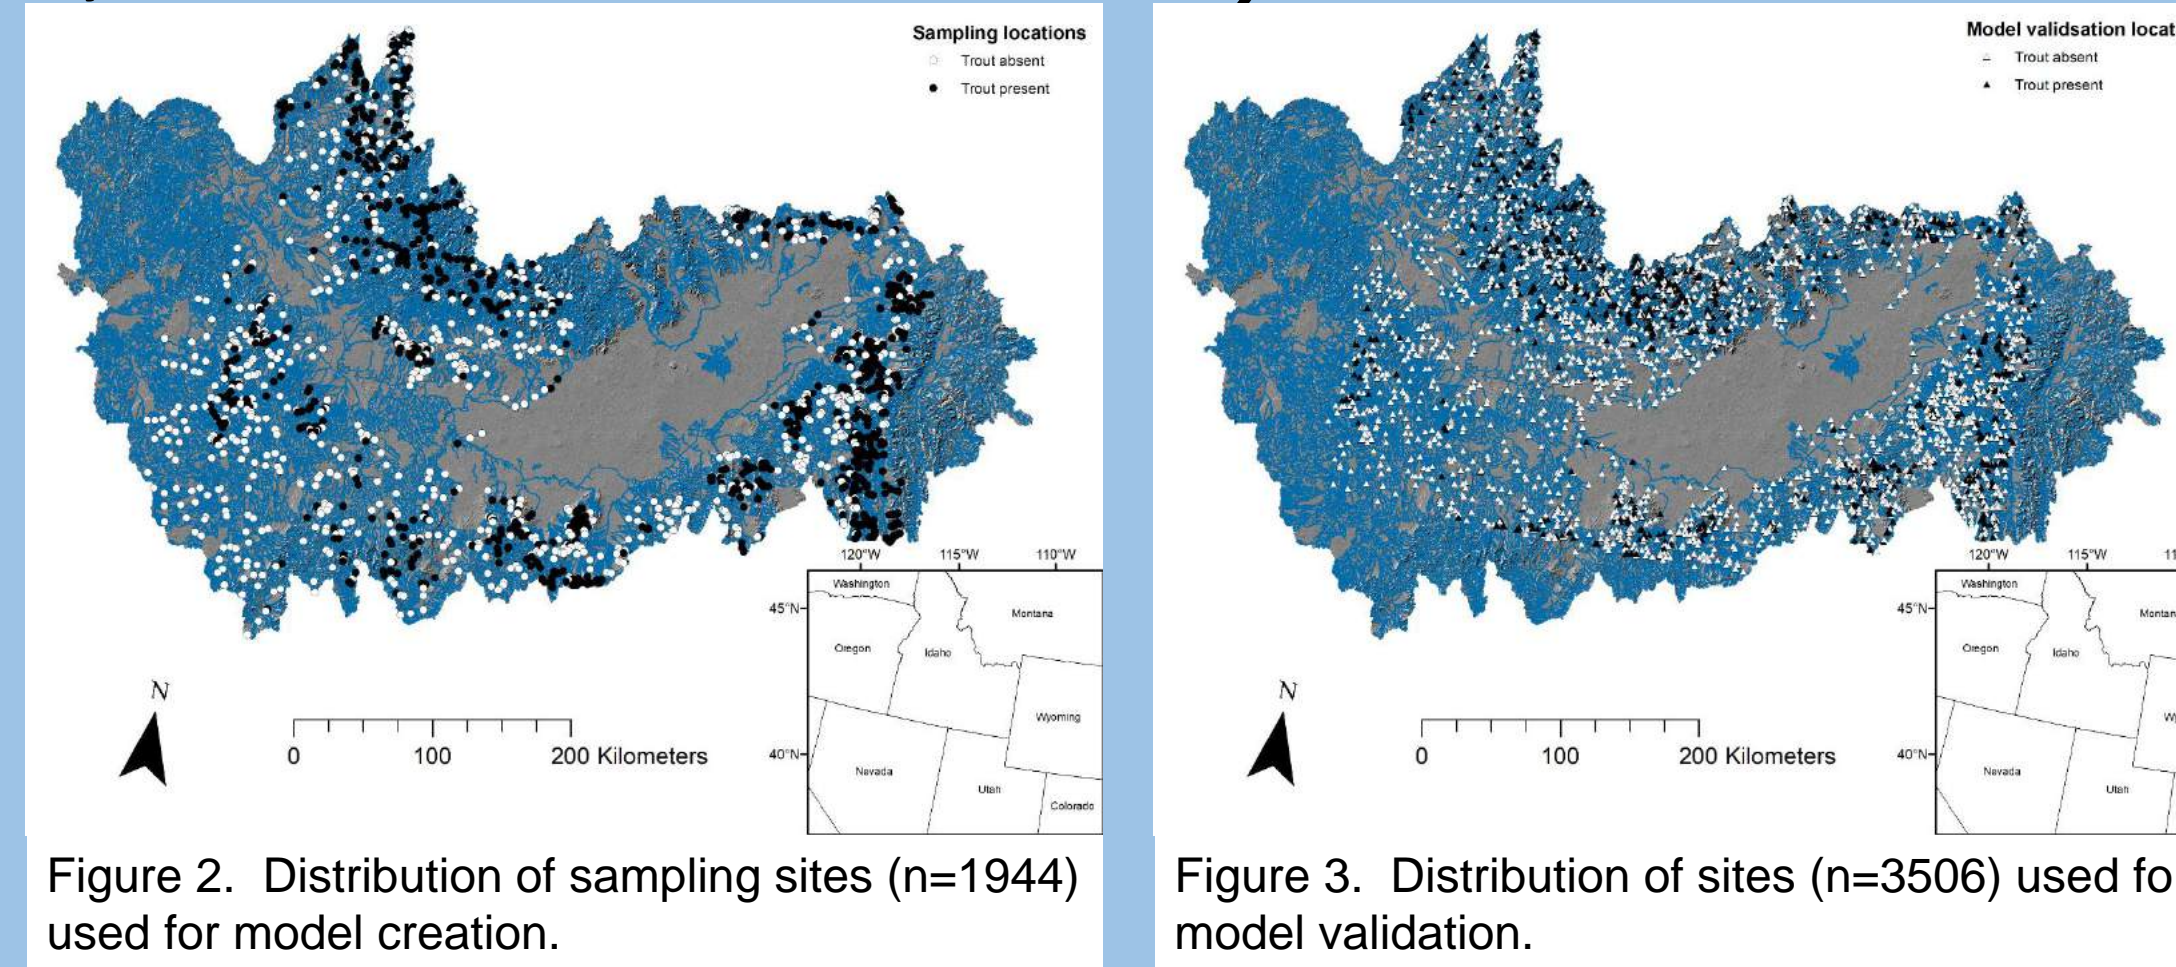 Sampling locations
Trout absent
Trout present
120°W 115°W 110°W
Washington
45°N
Montana
Oregon
Idaho
Wyoming
40°N
Nevada
Utah
Colorado
N
0 100 200 Kilometers
Figure 2. Distribution of sampling sites (n=1944)
used for model creation.
Model validsation locat
Trout absent
Trout present
120°W 115°W 11
Washington
45°N
Montan
Oregon
Idaho
W
40°N
Nevada
Utah
N
0 100 200 Kilometers
Figure 3. Distribution of sites (n=3506) used fo
model validation.